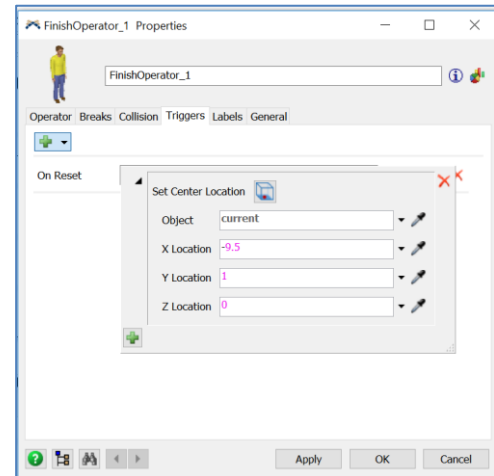 FinishOperator_1 Properties
FinishOperator_1
Operator Breaks Collision Triggers Labels General
On Reset
Set Center Location
Object current
X Location -9.5
Y Location 1
Z Location 0
Apply OK Cancel